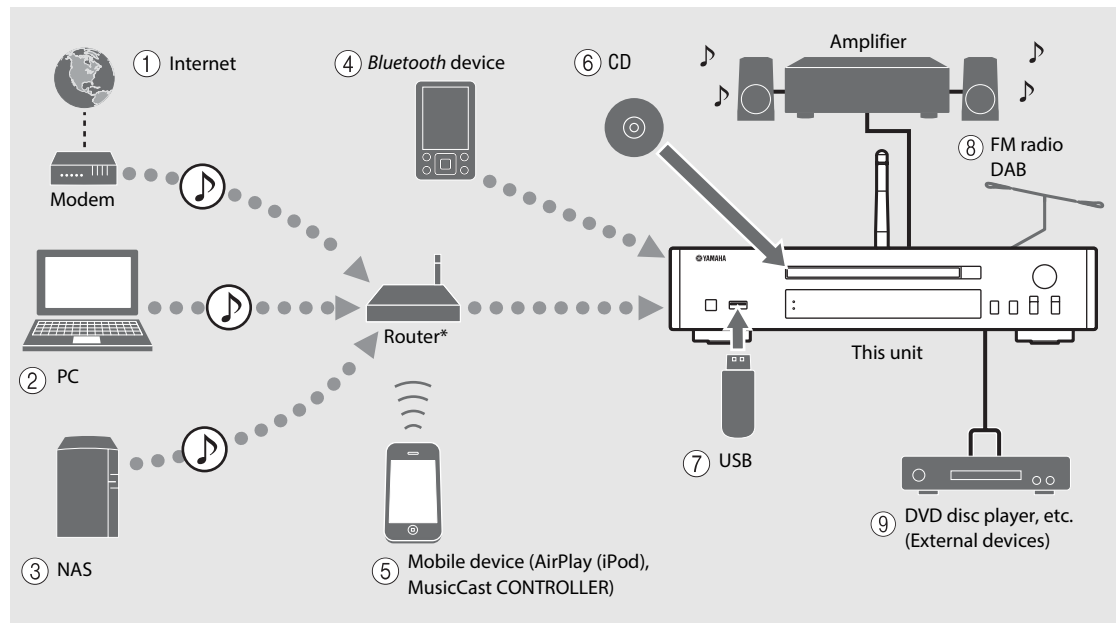 ① Internet
Modem
② PC
③ NAS
④ Bluetooth device
Router*
⑤ Mobile device (AirPlay (iPod),
MusicCast CONTROLLER)
⑥ CD
Amplifier
⑧ FM radio
DAB
YAMAHA
This unit
⑦ USB
⑨ DVD disc player, etc.
(External devices)